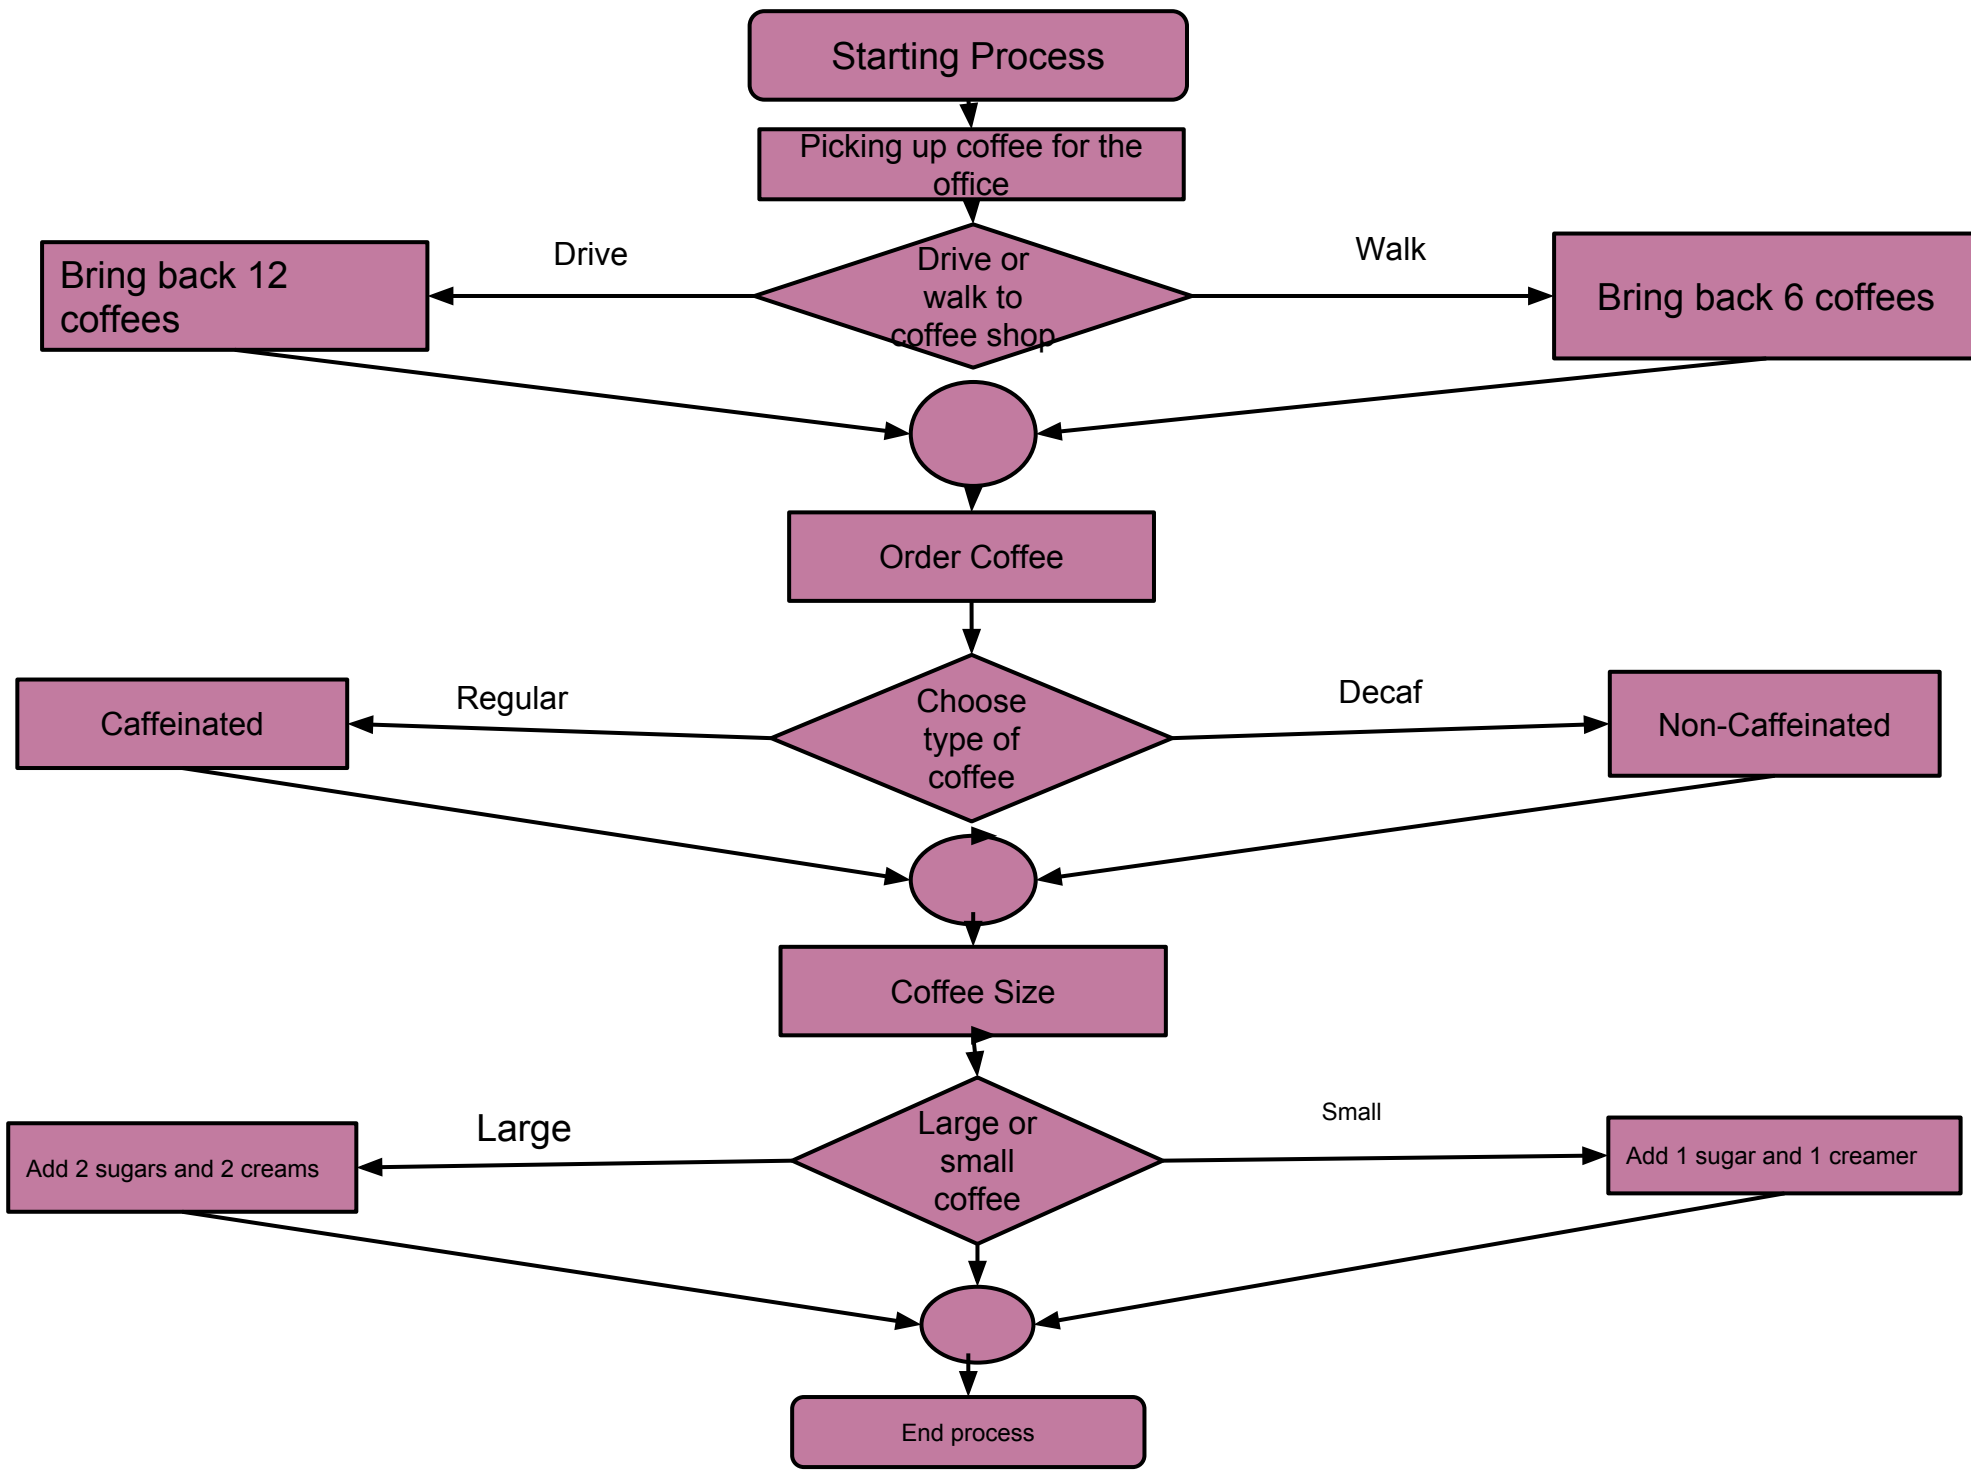 Starting Process
Picking up coffee for the
office
Drive
Walk
Bring back 12
coffees
Drive or
walk to
coffee shop
Bring back 6 coffees
Order Coffee
Regular
Decaf
Caffeinated
Choose
type of
coffee
Non-Caffeinated
Coffee Size
Large
Small
Add 2 sugars and 2 creams
Large or
small
coffee
Add 1 sugar and 1 creamer
End process